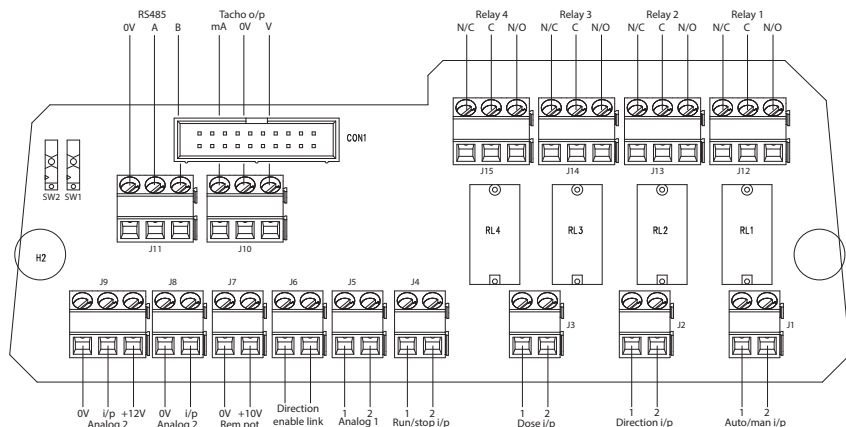 RS485 Tacho o/p Relay 4 Relay 3 Relay 2 Relay 1
0V A B mA 0V V N/C C N/O N/C C N/O N/C C N/O N/C C N/O
CON1
J15 J14 J13 J12
SW2 SW1
RL4 RL3 RL2 RL1
J11 J10
H2
J9 J8 J7 J6 J5 J4
J3 J2 J1
0V i/p +12V 0V i/p 0V +10V Direction 1 2 1 2 1 2 1 2 1 2
Analog 2 Analog 2 Rem pot enable link Analog 1 Run/stop i/p Dose i/p Direction i/p Auto/man i/p